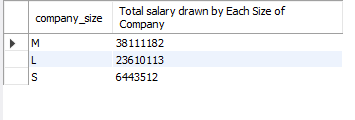 company_size Total salary drawn by Each Size of
Company
M 38111182
L 23610113
S 6443512